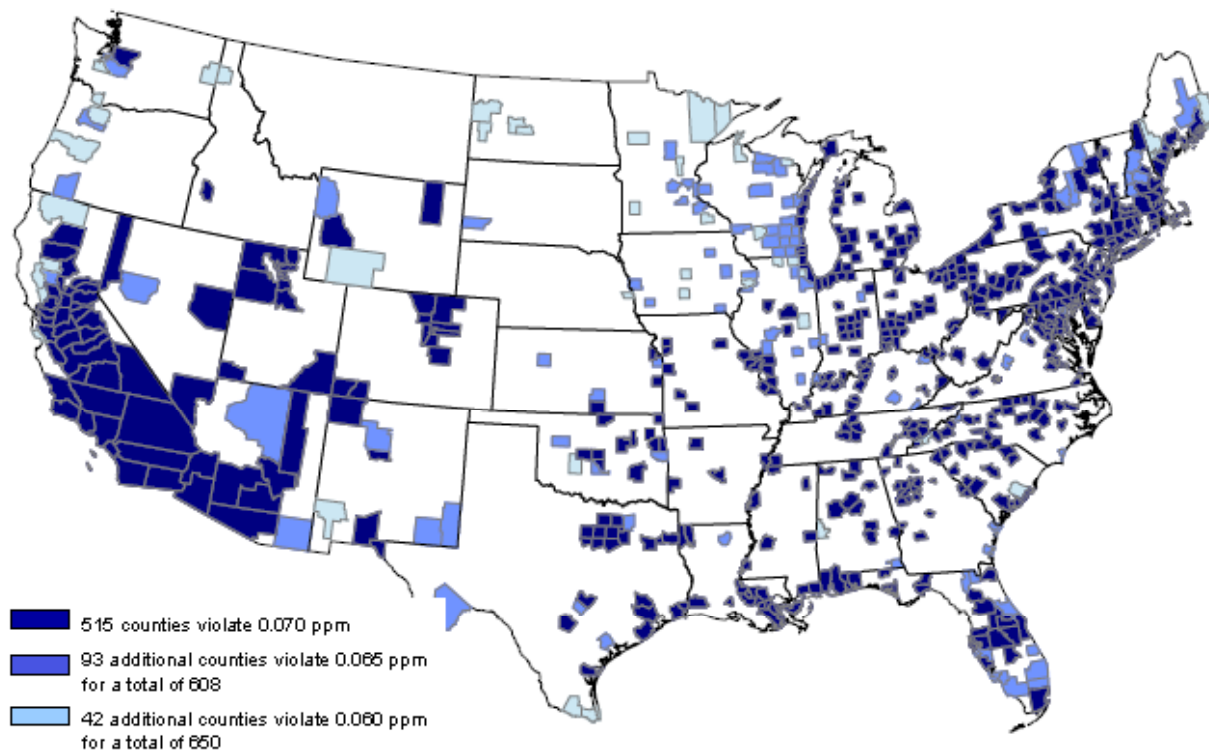 515 counties violate 0.070 ppm
93 additional counties violate 0.065 ppm
for a total of 608
42 additional counties violate 0.060 ppm
for a total of 650